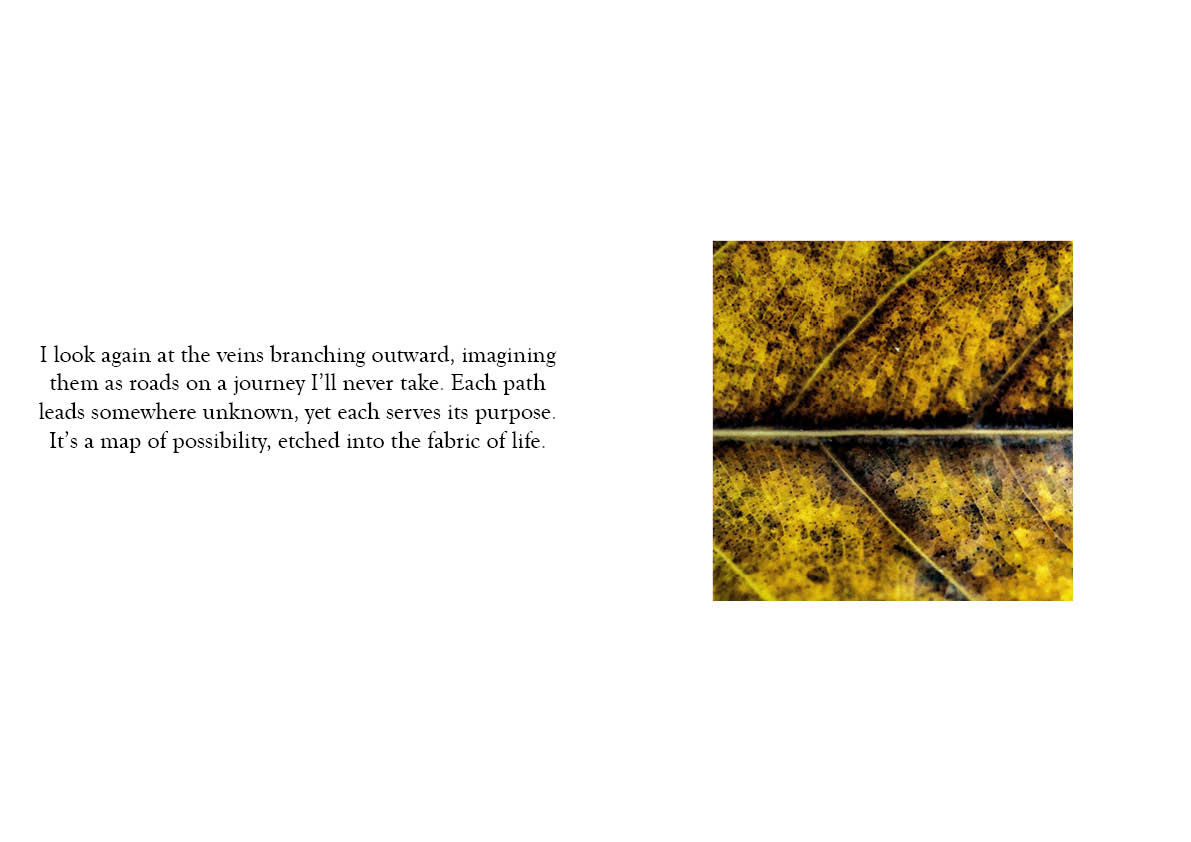 I look again at the veins branching outward, imagining
them as roads on a journey I’ll never take. Each path
leads somewhere unknown, yet each serves its purpose.
It’s a map of possibility, etched into the fabric of life.